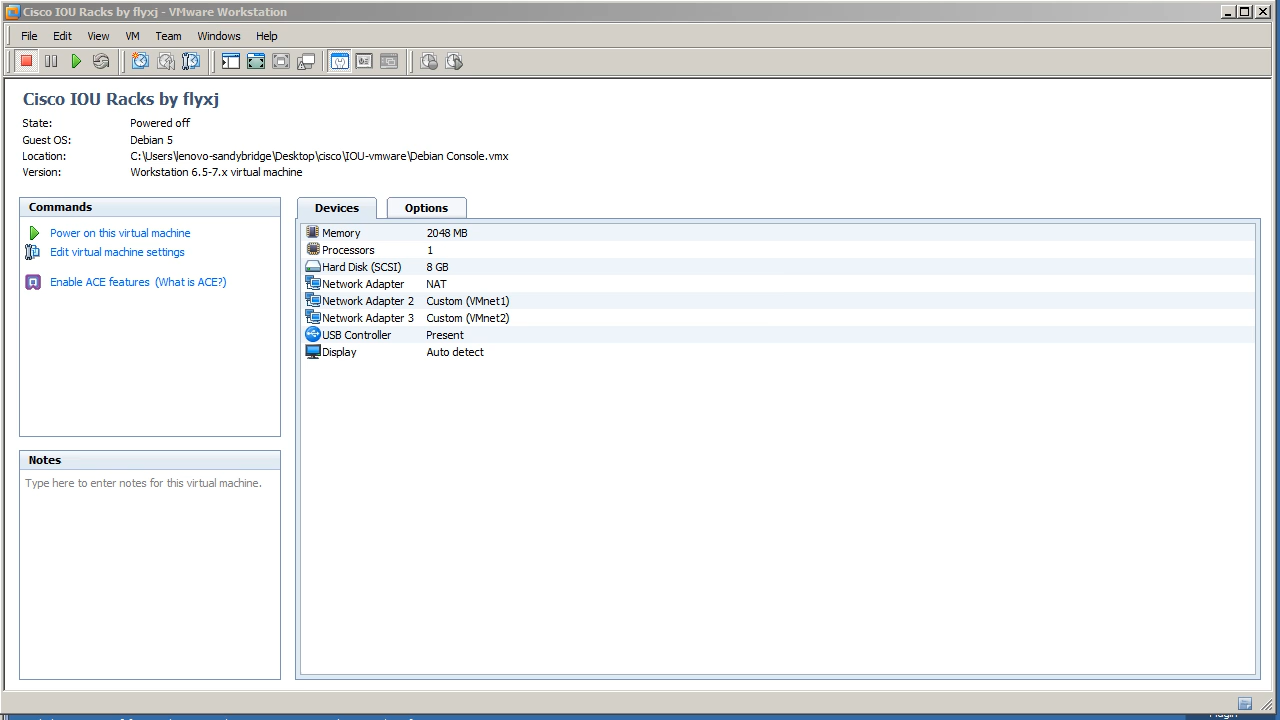 Cisco IOU Racks by flyxj - VMware Workstation
File Edit View VM Team Windows Help
Cisco IOU Racks by flyxj
State: Powered off
Guest OS: Debian 5
Location: C:\Users\lenovo-sandybridge\Desktop\cisco\IOU-vmware\Debian Console.vmx
Version: Workstation 6.5-7.x virtual machine
Commands
Power on this virtual machine
Edit virtual machine settings
Enable ACE features (What is ACE?)
Notes
Type here to enter notes for this virtual machine.
Devices Options
Memory 2048 MB
Processors 1
Hard Disk (SCSI) 8 GB
Network Adapter NAT
Network Adapter 2 Custom (VMnet1)
Network Adapter 3 Custom (VMnet2)
USB Controller Present
Display Auto detect